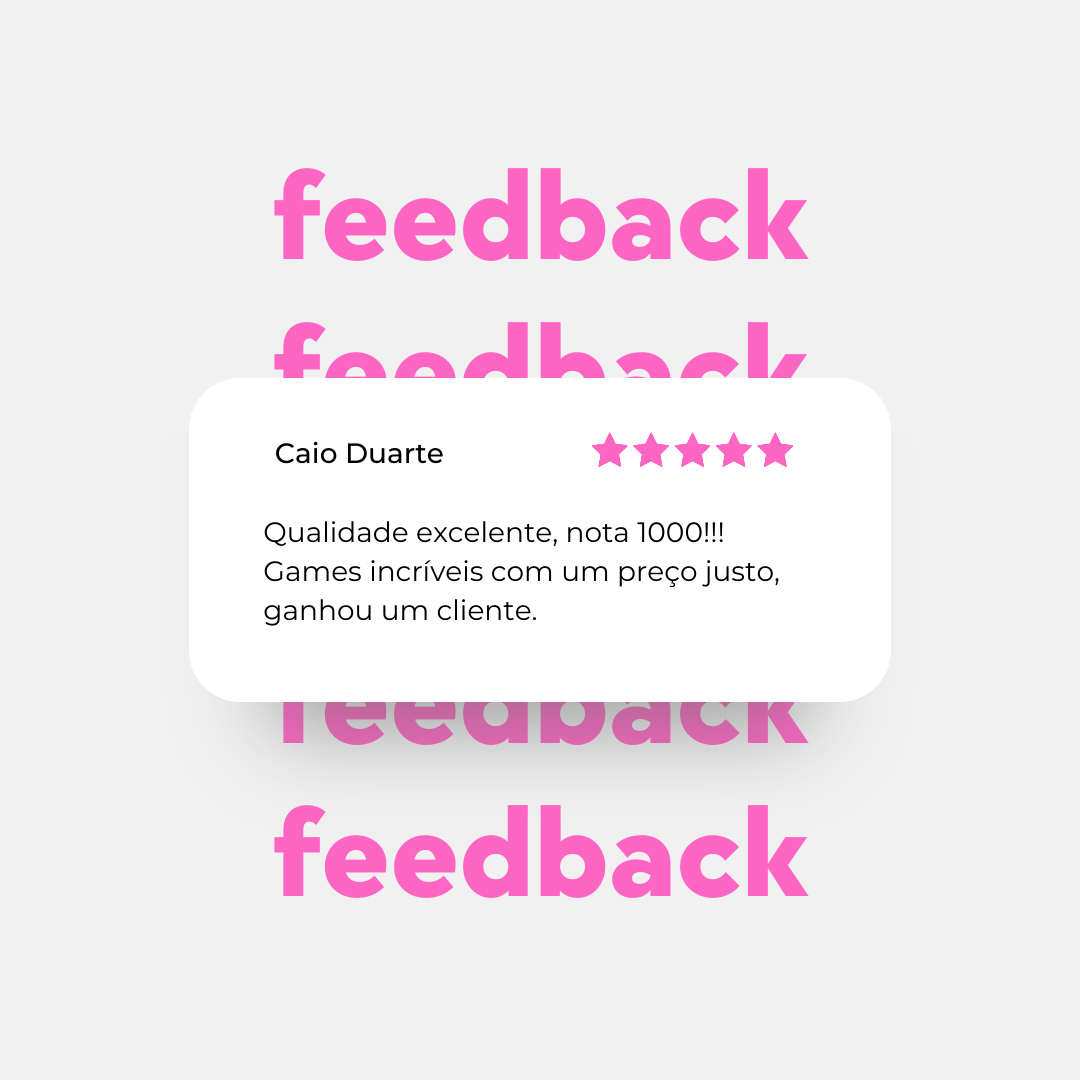 feedback
feedback
Caio Duarte
Qualidade excelente, nota 1000!!!
Games incríveis com um preço justo,
ganhou um cliente.
feedback
feedback